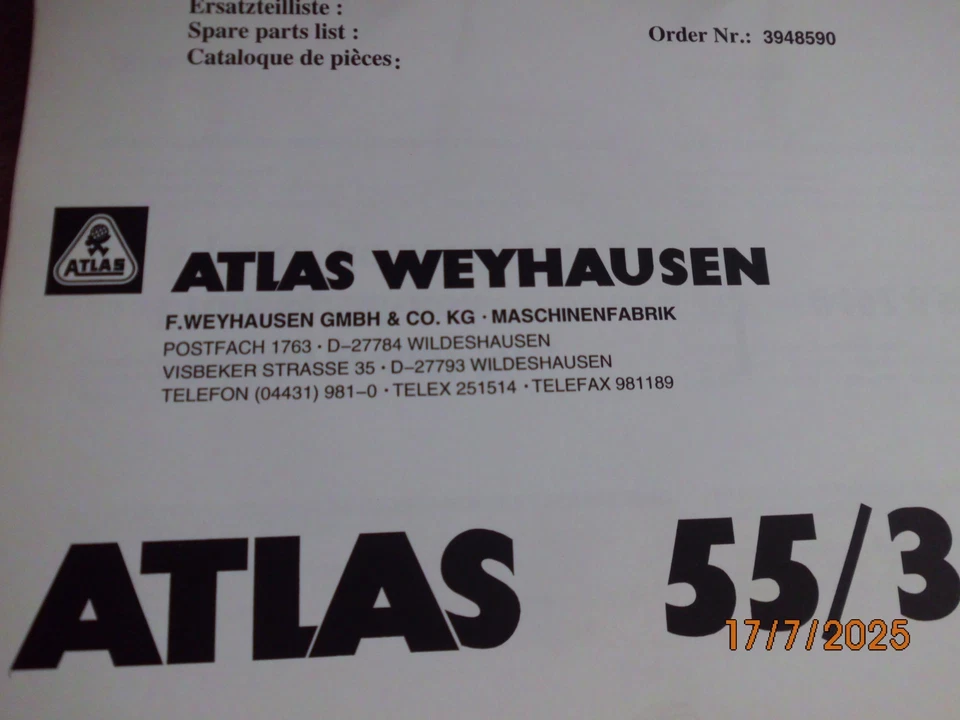 Ersatzteilliste :
Spare parts list :
Cataloque de pièces:
Order Nr.: 3948590
ATLAS
ATLAS WEYHAUSEN
F.WEYHAUSEN GMBH & CO. KG · MASCHINENFABRIK
POSTFACH 1763 · D–27784 WILDESHAUSEN
VISBEKER STRASSE 35 · D–27793 WILDESHAUSEN
TELEFON (04431) 981–0 · TELEX 251514 · TELEFAX 981189
ATLAS 55/3
17/7/2025